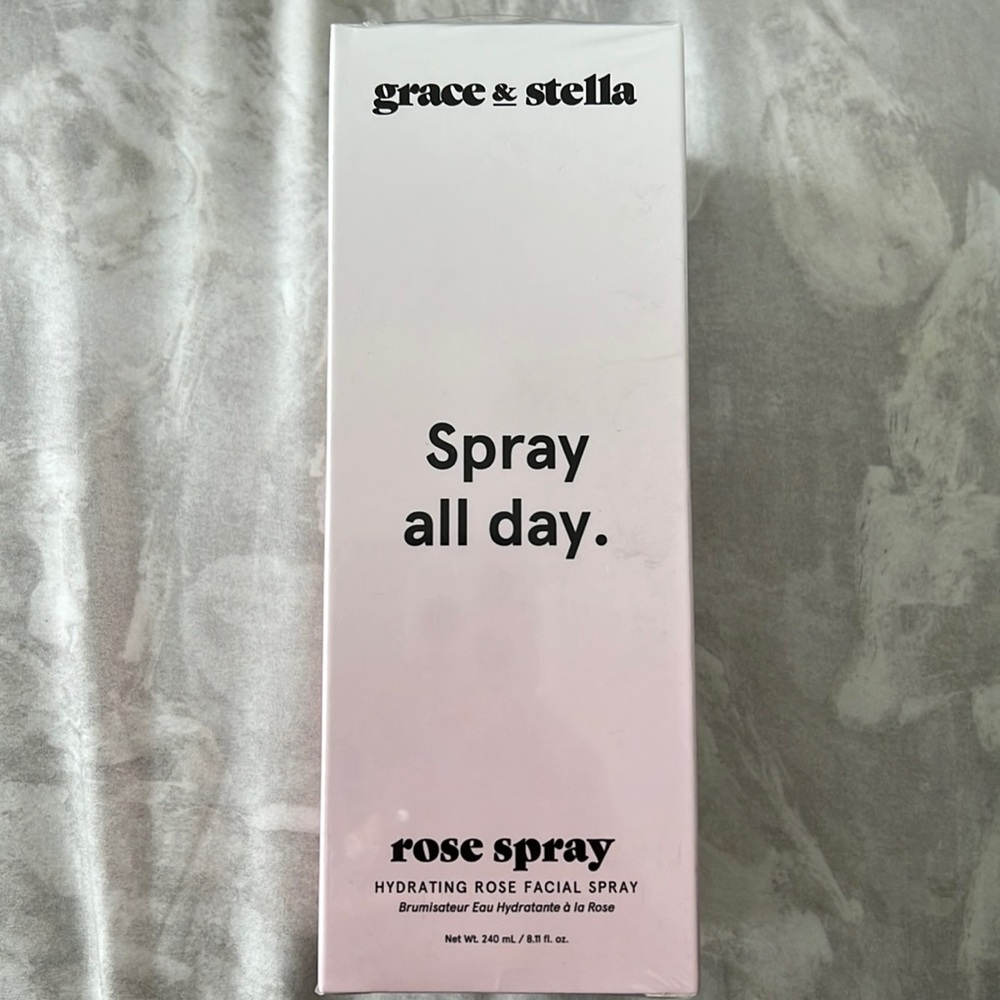 grace & stella
Spray
all day.
rose spray
HYDRATING ROSE FACIAL SPRAY
Brumisateur Eau Hydratante à la Rose
Net Wt. 240 mL / 8.11 fl. oz.